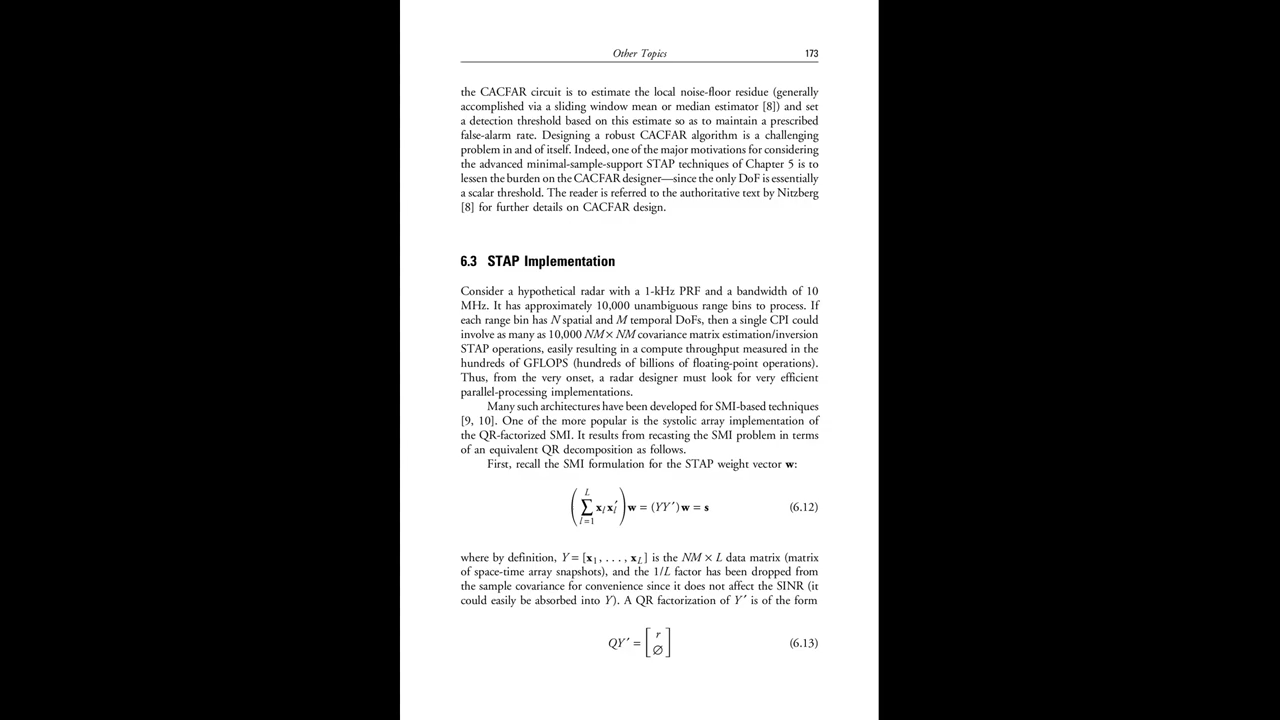 Other Topics 173
the CACFAR circuit is to estimate the local noise-floor residue (generally
accomplished via a sliding window mean or median estimator [8]) and set
a detection threshold based on this estimate so as to maintain a prescribed
false-alarm rate. Designing a robust CACFAR algorithm is a challenging
problem in and of itself. Indeed, one of the major motivations for considering
the advanced minimal-sample-support STAP techniques of Chapter 5 is to
lessen the burden on the CACFAR designer—since the only DoF is essentially
a scalar threshold. The reader is referred to the authoritative text by Nitzberg
[8] for further details on CACFAR design.
6.3 STAP Implementation
Consider a hypothetical radar with a 1-kHz PRF and a bandwidth of 10
MHz. It has approximately 10,000 unambiguous range bins to process. If
each range bin has N spatial and M temporal DoFs, then a single CPI could
involve as many as 10,000 NM × NM covariance matrix estimation/inversion
STAP operations, easily resulting in a compute throughput measured in the
hundreds of GFLOPS (hundreds of billions of floating-point operations).
Thus, from the very onset, a radar designer must look for very efficient
parallel-processing implementations.
Many such architectures have been developed for SMI-based techniques
[9, 10]. One of the more popular is the systolic array implementation of
the QR-factorized SMI. It results from recasting the SMI problem in terms
of an equivalent QR decomposition as follows.
First, recall the SMI formulation for the STAP weight vector w:
(∑_{l=1}^{L} x_l x_l′) w = (YY′)w = s (6.12)
where by definition, Y = [x₁, . . . , x_L] is the NM × L data matrix (matrix
of space-time array snapshots), and the 1/L factor has been dropped from
the sample covariance for convenience since it does not affect the SINR (it
could easily be absorbed into Y). A QR factorization of Y′ is of the form
QY′ = [r ∅] (6.13)